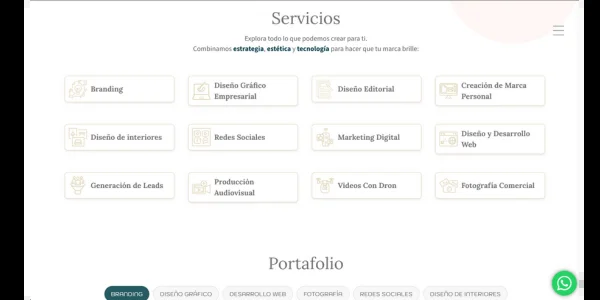 Servicios
Explora todo lo que podemos crear para ti.
Combinamos estrategia, estética y tecnología para hacer que tu marca brille:
Branding
Diseño Gráfico
Empresarial
Diseño Editorial
Creación de Marca
Personal
Diseño de interiores
Redes Sociales
Marketing Digital
Diseño y Desarrollo
Web
Generación de Leads
Producción
Audiovisual
Videos Con Dron
Fotografía Comercial
Portafolio
BRANDING
DISEÑO GRÁFICO
DESARROLLO WEB
FOTOGRAFÍA
REDES SOCIALES
DISEÑO DE INTERIORES